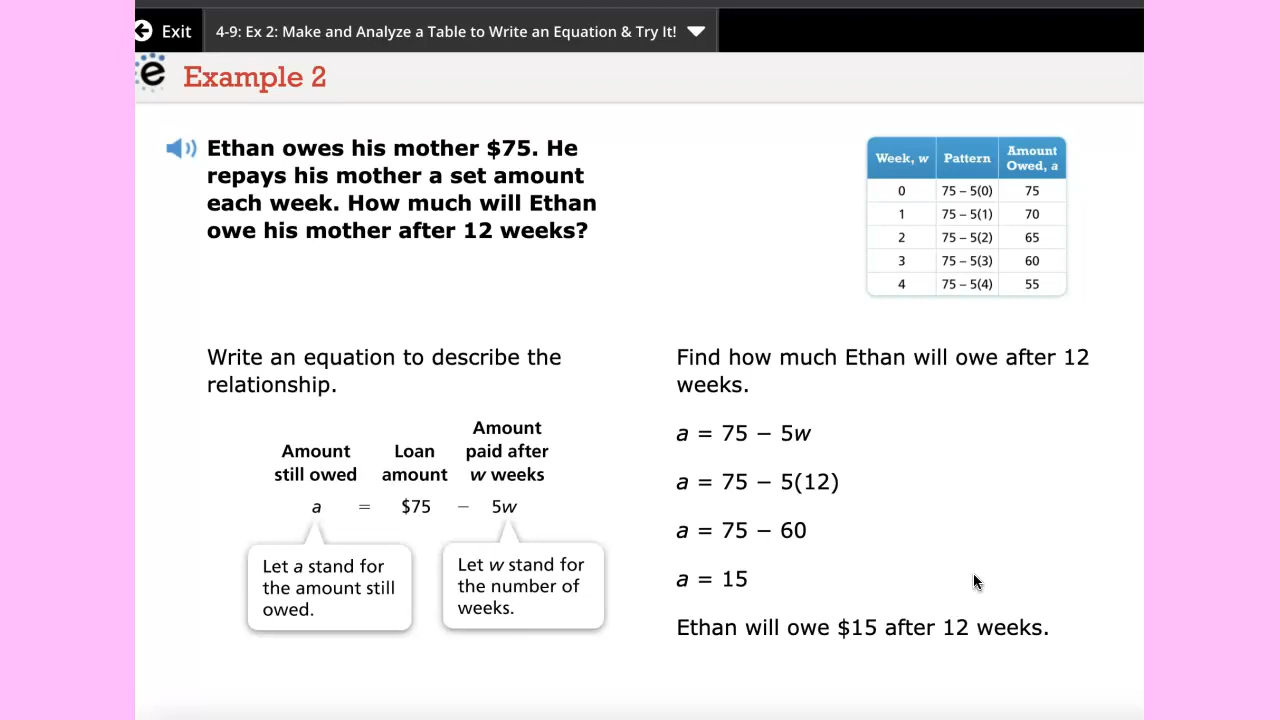 Exit
4-9: Ex 2: Make and Analyze a Table to Write an Equation & Try It!
e
Example 2
Ethan owes his mother $75. He
repays his mother a set amount
each week. How much will Ethan
owe his mother after 12 weeks?
Week, w Pattern Amount Owed, a
0 75 – 5(0) 75
1 75 – 5(1) 70
2 75 – 5(2) 65
3 75 – 5(3) 60
4 75 – 5(4) 55
Write an equation to describe the
relationship.
Amount still owed Loan amount Amount paid after w weeks
a = $75 – 5w
Let a stand for
the amount still
owed.
Let w stand for
the number of
weeks.
Find how much Ethan will owe after 12
weeks.
a = 75 − 5w
a = 75 − 5(12)
a = 75 − 60
a = 15
Ethan will owe $15 after 12 weeks.